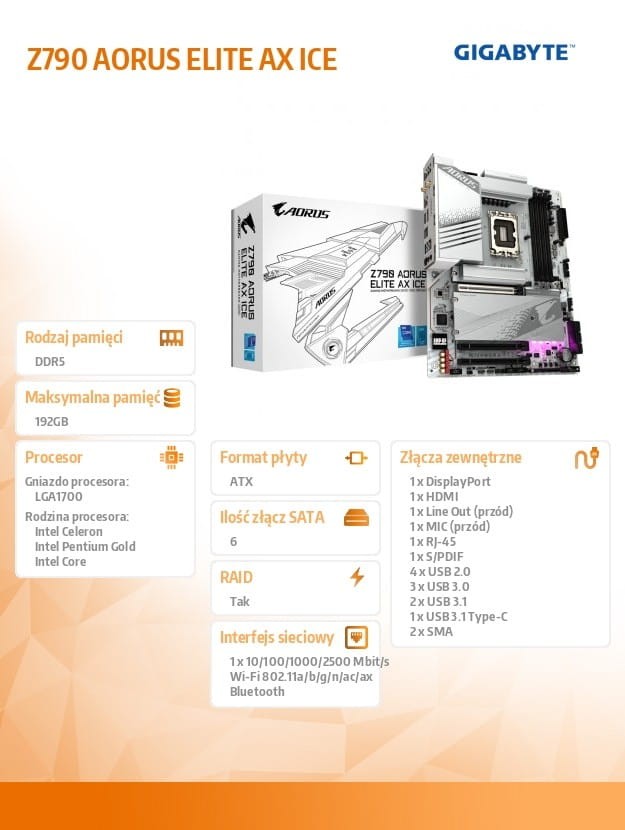 Z790 AORUS ELITE AX ICE
GIGABYTE™
AORUS
Z790 AORUS
ELITE AX ICE
Z790 AORUS
ELITE AX ICE
AORUS
AORUS
Rodzaj pamięci
DDR5
Maksymalna pamięć
192GB
Procesor
Gniazdo procesora:
LGA1700
Rodzina procesora:
Intel Celeron
Intel Pentium Gold
Intel Core
Format płyty
ATX
Ilość złącz SATA
6
RAID
Tak
Interfejs sieciowy
1 x 10/100/1000/2500 Mbit/s
Wi-Fi 802.11a/b/g/n/ac/ax
Bluetooth
Złącza zewnętrzne
1 x DisplayPort
1 x HDMI
1 x Line Out (przód)
1 x MIC (przód)
1 x RJ-45
1 x S/PDIF
4 x USB 2.0
3 x USB 3.0
2 x USB 3.1
1 x USB 3.1 Type-C
2 x SMA